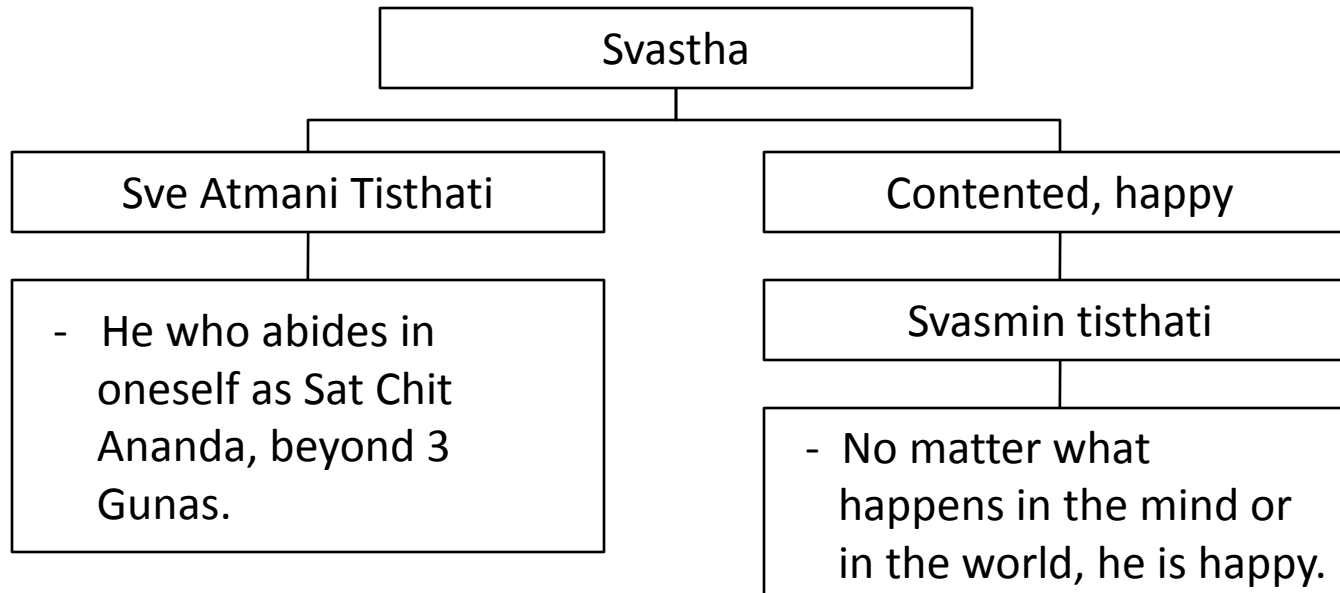 Svastha
Sve Atmani Tisthati
- He who abides in
oneself as Sat Chit
Ananda, beyond 3
Gunas.
Contented, happy
Svasmin tisthati
- No matter what
happens in the mind or
in the world, he is happy.